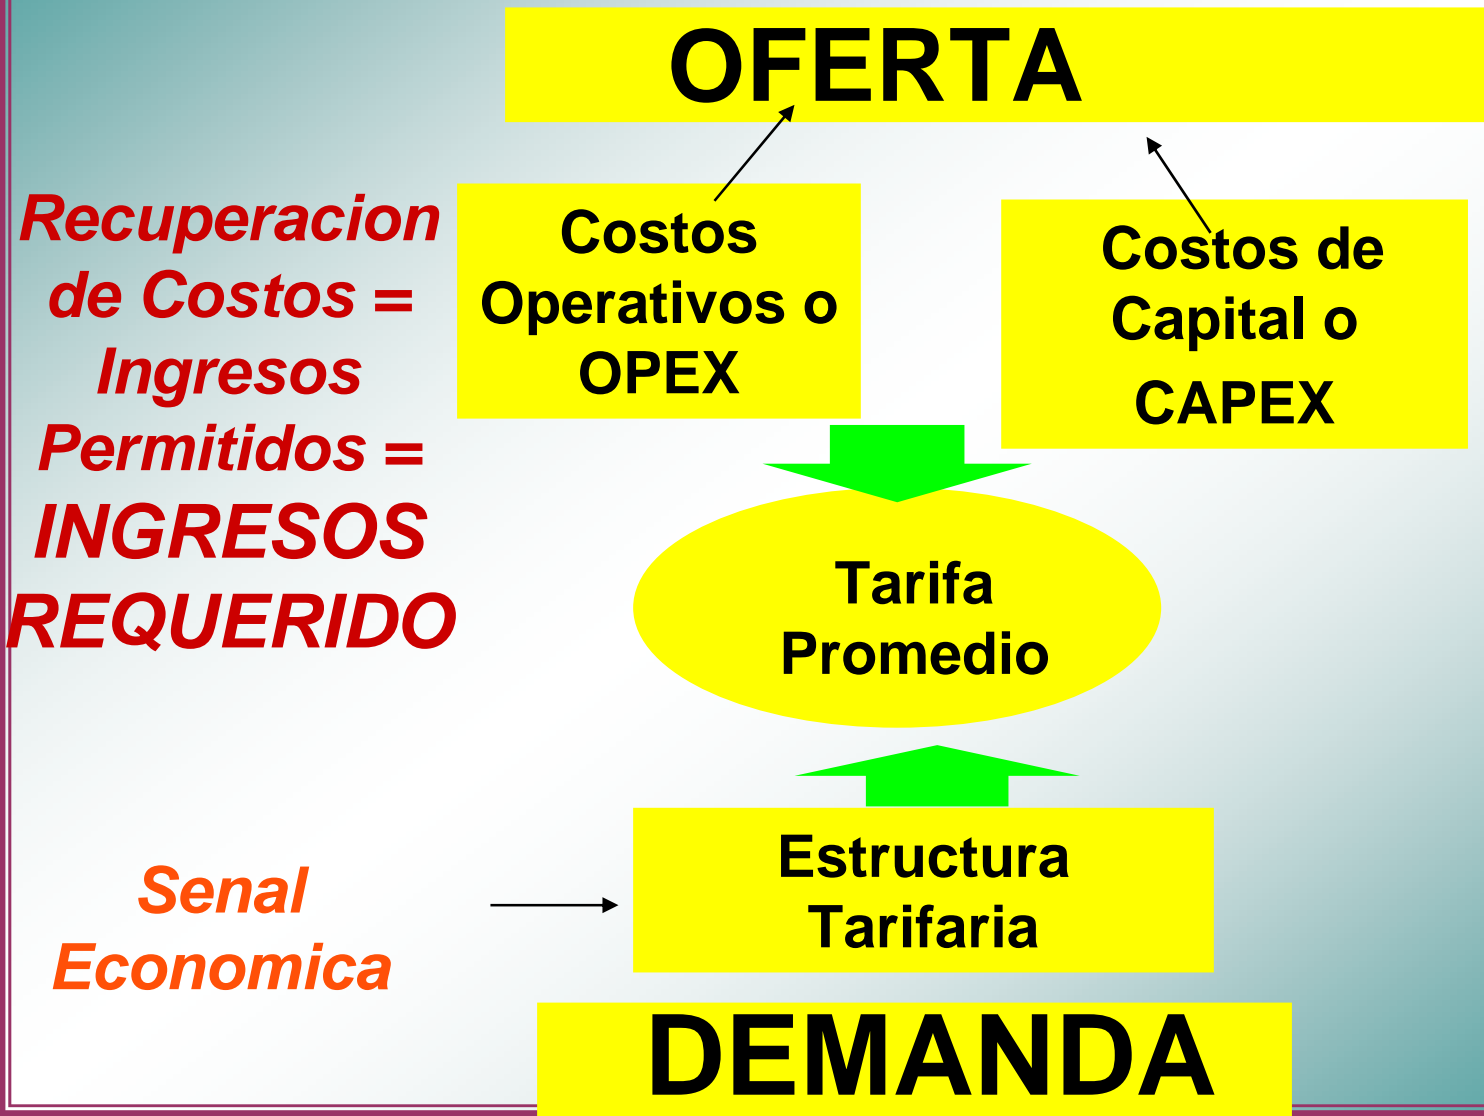 OFERTA
Recuperacion
de Costos =
Ingresos
Permitidos =
INGRESOS
REQUERIDO
Costos
Operativos o
OPEX
Costos de
Capital o
CAPEX
Tarifa
Promedio
Senal
Economica
Estructura
Tarifaria
DEMANDA